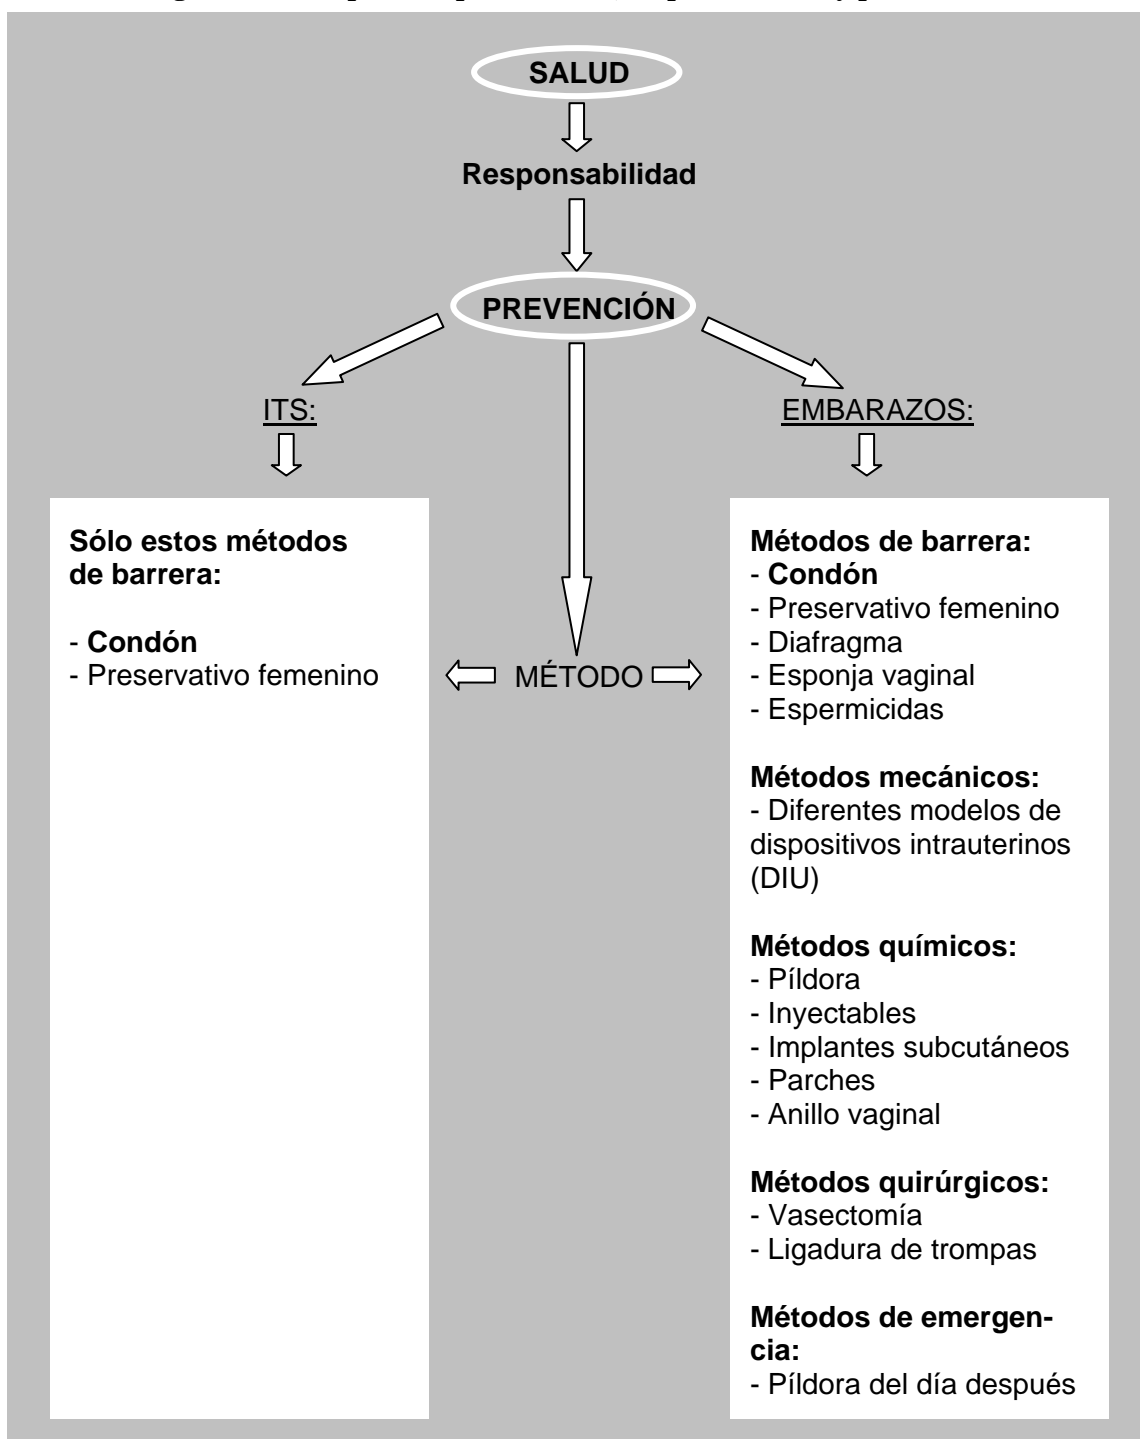 SALUD
Responsabilidad
PREVENCIÓN
ITS:
EMBARAZOS:
Sólo estos métodos
de barrera:
- Condón
- Preservativo femenino
MÉTODO
Métodos de barrera:
- Condón
- Preservativo femenino
- Diafragma
- Esponja vaginal
- Espermicidas
Métodos mecánicos:
- Diferentes modelos de
dispositivos intrauterinos
(DIU)
Métodos químicos:
- Píldora
- Inyectables
- Implantes subcutáneos
- Parches
- Anillo vaginal
Métodos quirúrgicos:
- Vasectomía
- Ligadura de trompas
Métodos de emergen-
cia:
- Píldora del día después